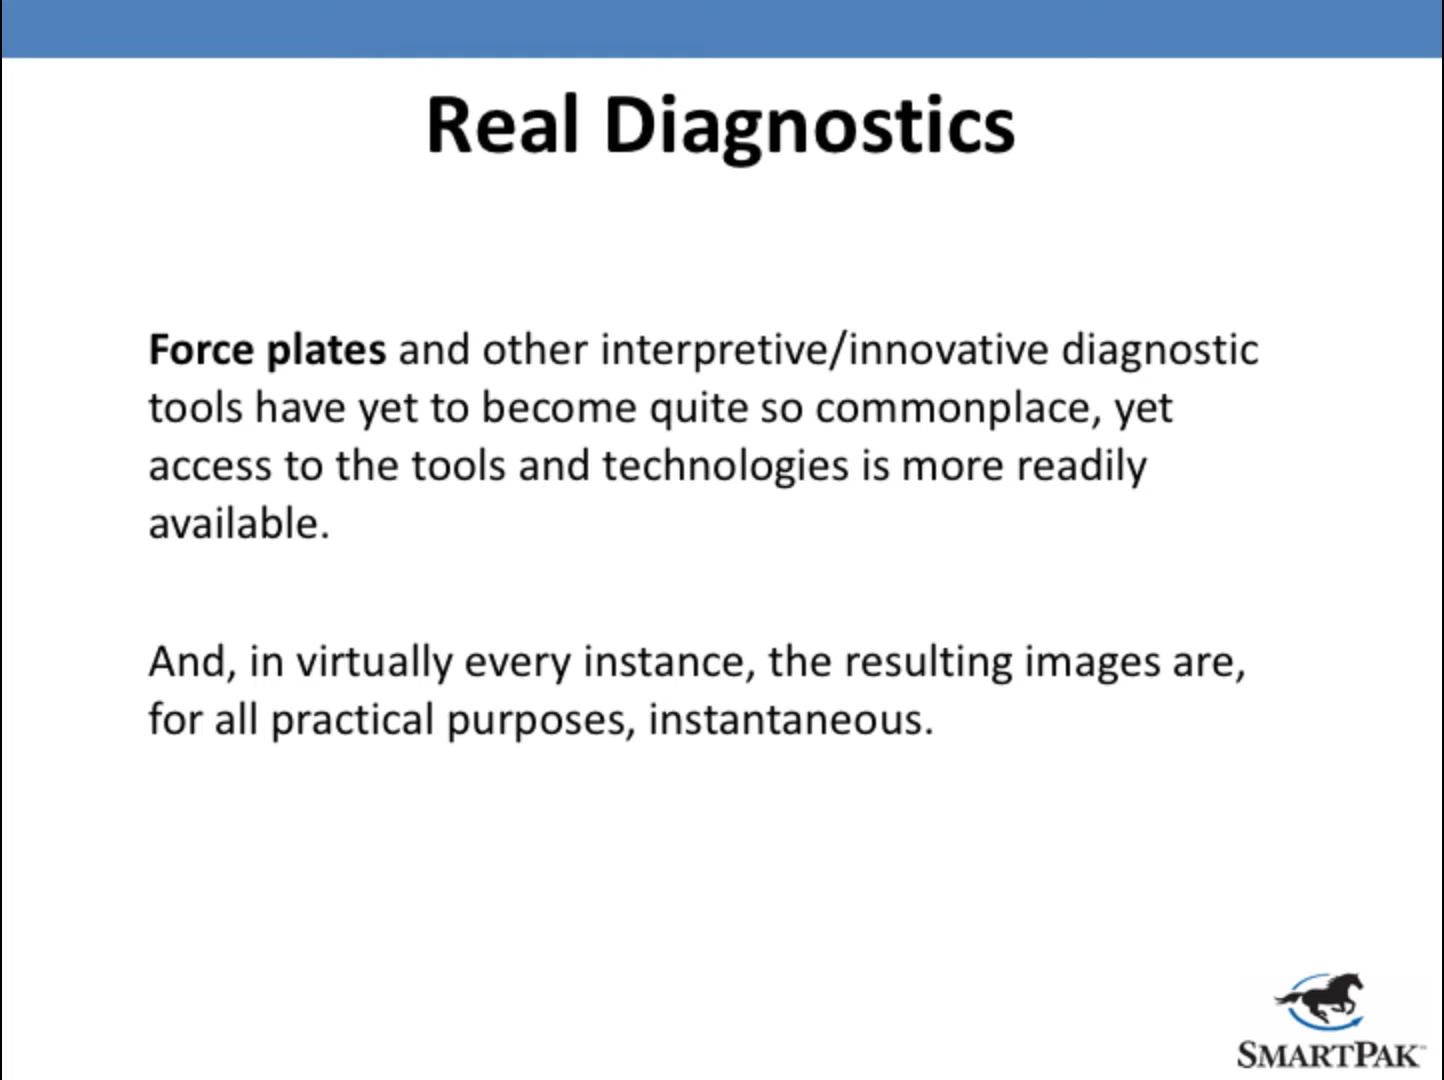 Real Diagnostics
Force plates and other interpretive/innovative diagnostic
tools have yet to become quite so commonplace, yet
access to the tools and technologies is more readily
available.
And, in virtually every instance, the resulting images are,
for all practical purposes, instantaneous.
SMARTPAK™